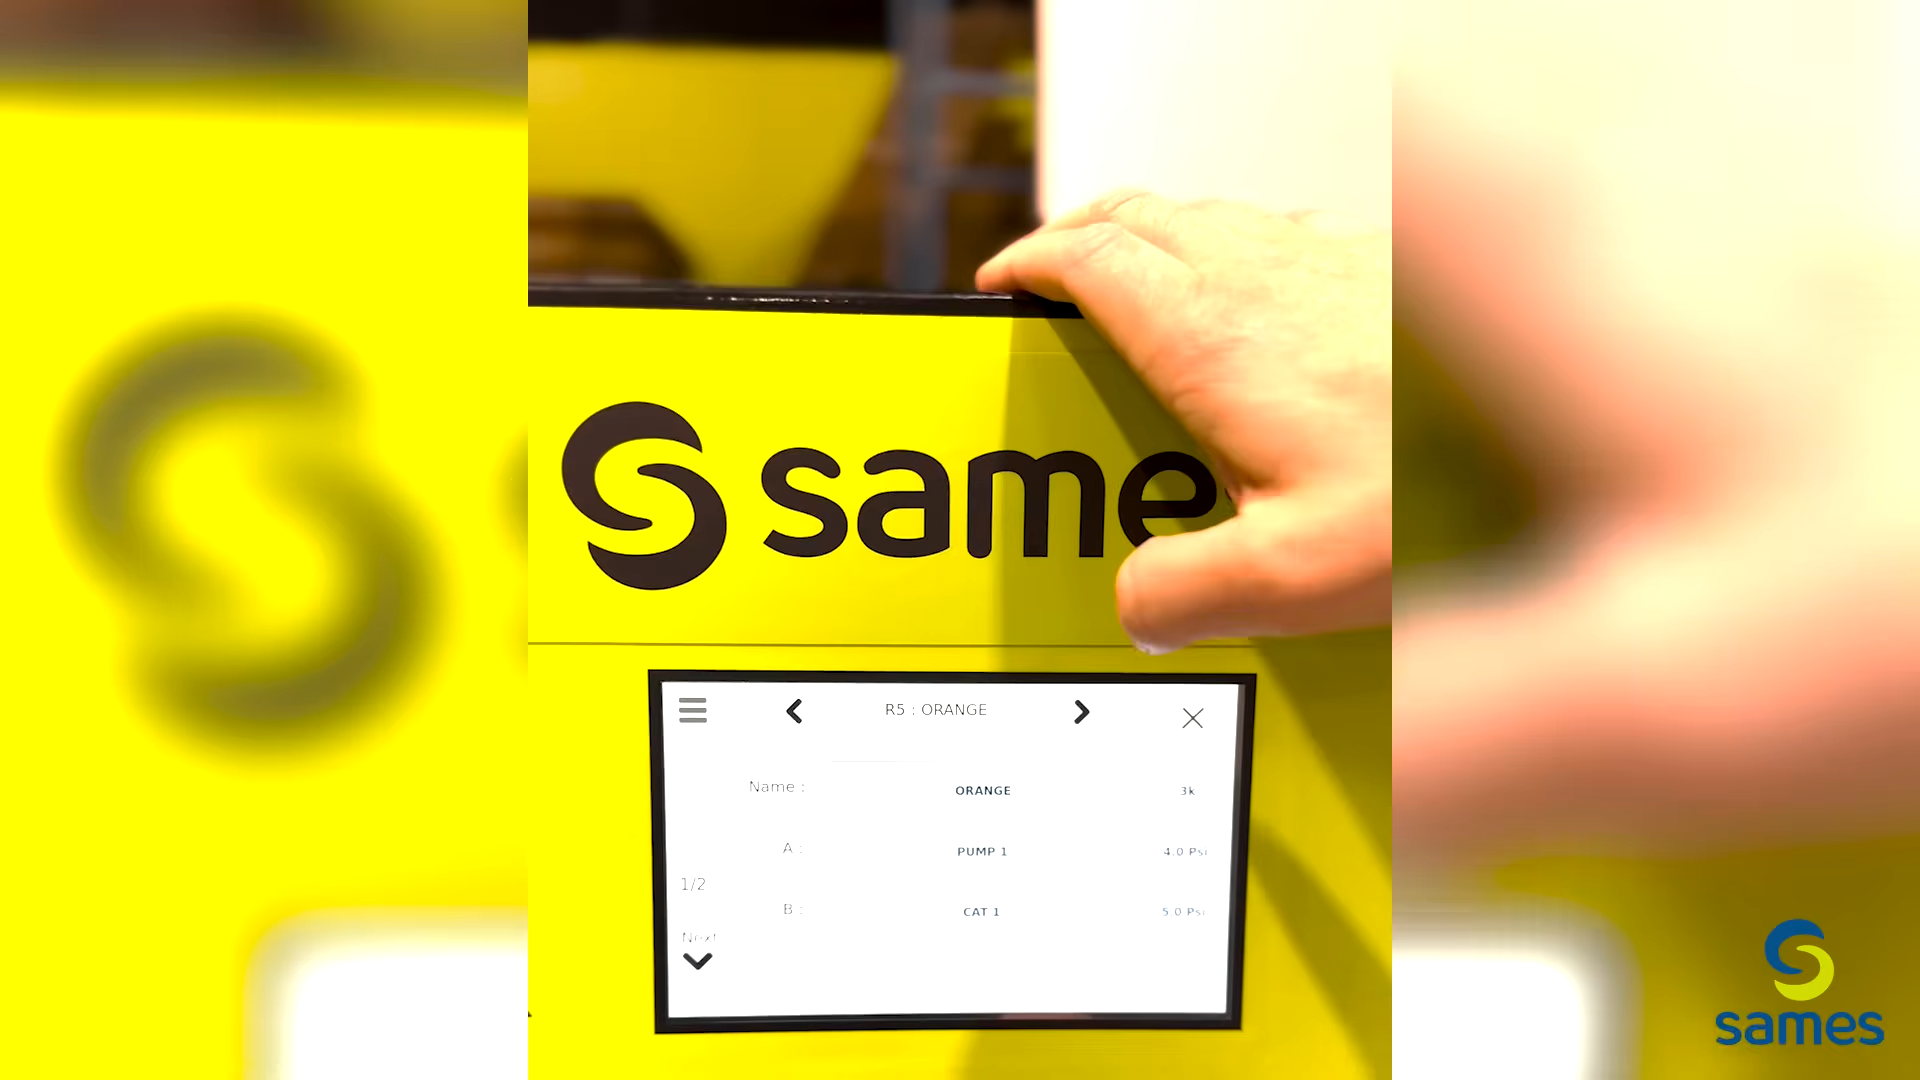 same
R5 : ORANGE
Name :
ORANGE
3k
A :
PUMP 1
4.0 Psi
1/2
B :
CAT 1
5.0 Psi
Next
sames